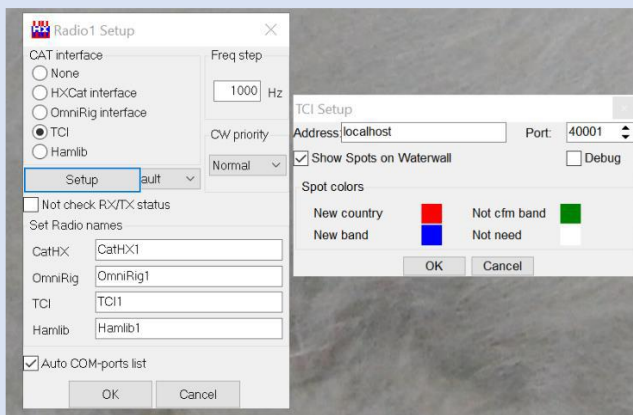 HX Radio1 Setup
CAT interface
None
HXCat interface
OmniRig interface
TCI
Hamlib
Setup ault
Not check RX/TX status
Freq step
1000 Hz
CW priority
Normal
Set Radio names
CatHX CatHX1
OmniRig OmniRig1
TCI TCI1
Hamlib Hamlib1
Auto COM-ports list
OK Cancel
TCI Setup
Address: localhost Port: 40001
Show Spots on Waterwall Debug
Spot colors
New country Not cfm band
New band Not need
OK Cancel